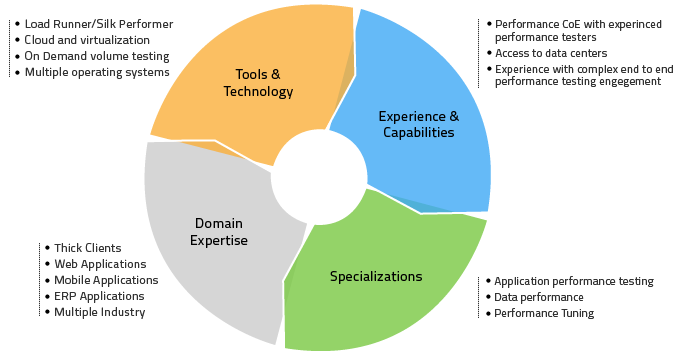 • Load Runner/Silk Performer
• Cloud and virtualization
• On Demand volume testing
• Multiple operating systems
Tools &
Technology
• Performance CoE with experinced
performance testers
• Access to data centers
• Experience with complex end to end
performance testing engagement
Experience &
Capabilities
Domain
Expertise
• Thick Clients
• Web Applications
• Mobile Applications
• ERP Applications
• Multiple Industry
Specializations
• Application performance testing
• Data performance
• Performance Tuning